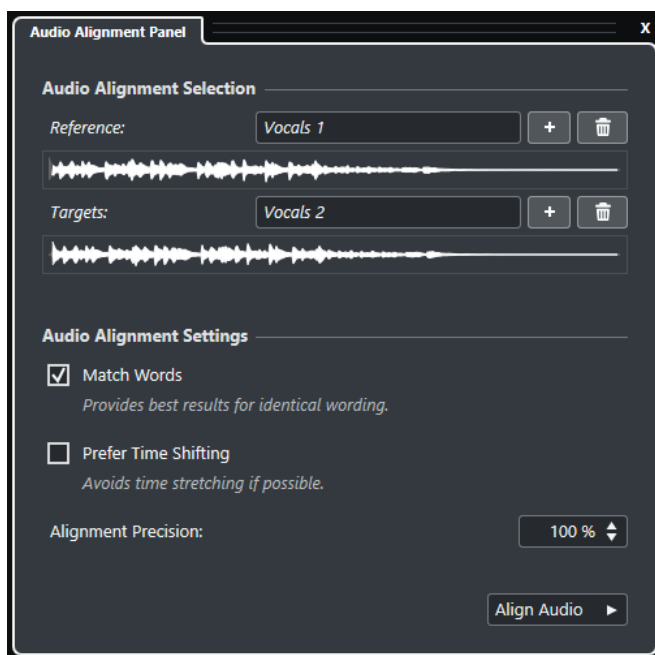 Audio Alignment Panel
X
Audio Alignment Selection
Reference:
Vocals 1
+
Targets:
Vocals 2
+
Audio Alignment Settings
Match Words
Provides best results for identical wording.
Prefer Time Shifting
Avoids time stretching if possible.
Alignment Precision:
100 %
Align Audio